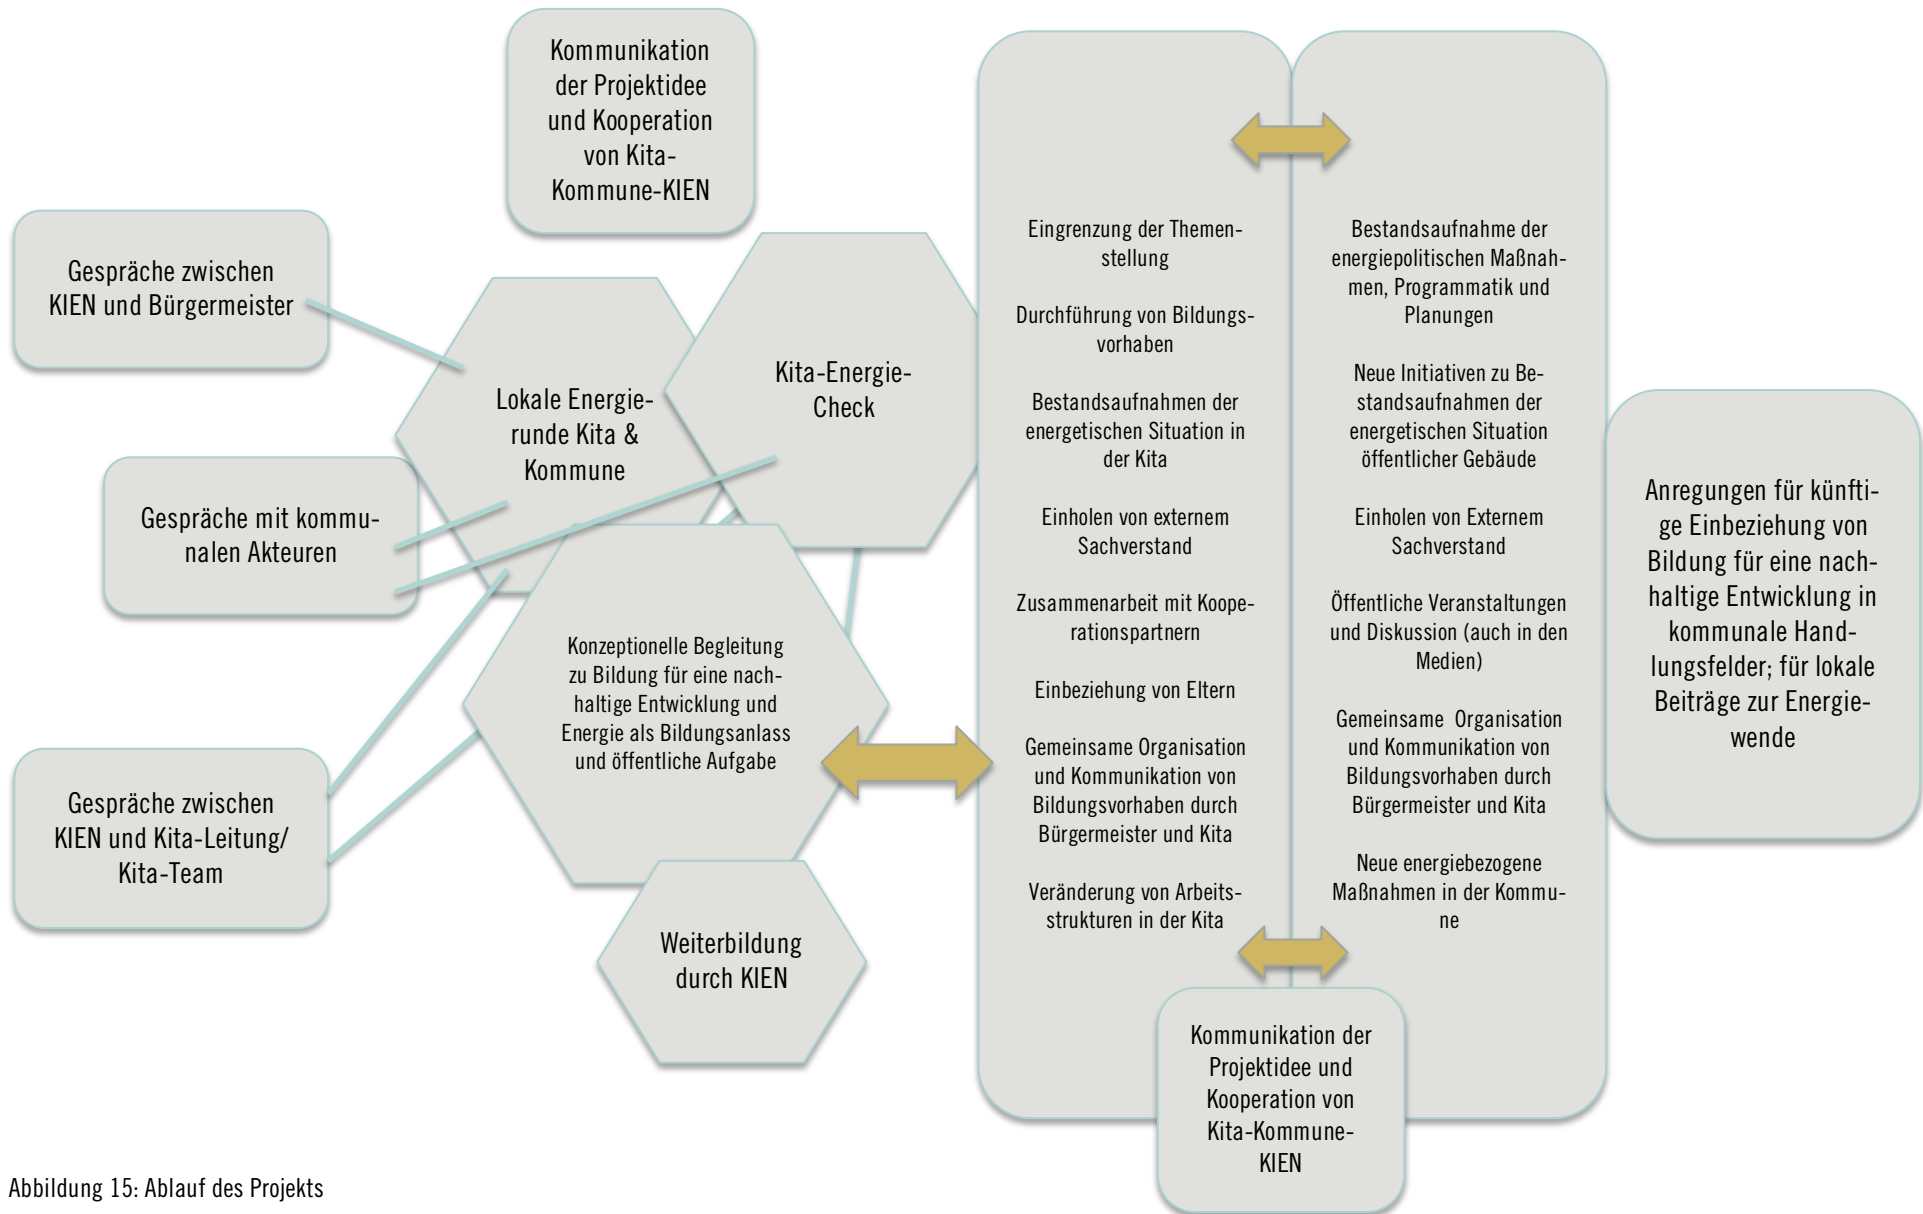 Kommunikation
der Projektidee
und Kooperation
von Kita-
Kommune-KIEN
Gespräche zwischen
KIEN und Bürgermeister
Gespräche mit kommu-
nalen Akteuren
Gespräche zwischen
KIEN und Kita-Leitung/
Kita-Team
Lokale Energie-
runde Kita &
Kommune
Kita-Energie-
Check
Konzeptionelle Begleitung
zu Bildung für eine nach-
haltige Entwicklung und
Energie als Bildungsanlass
und öffentliche Aufgabe
Weiterbildung
durch KIEN
Eingrenzung der Themen-
stellung
Durchführung von Bildungs-
vorhaben
Bestandsaufnahmen der
energetischen Situation in
der Kita
Einholen von externem
Sachverstand
Zusammenarbeit mit Koope-
rationspartnern
Einbeziehung von Eltern
Gemeinsame Organisation
und Kommunikation von
Bildungsvorhaben durch
Bürgermeister und Kita
Veränderung von Arbeits-
strukturen in der Kita
Bestandsaufnahme der
energiepolitischen Maßnah-
men, Programmatik und
Planungen
Neue Initiativen zu Be-
standsaufnahmen der
energetischen Situation
öffentlicher Gebäude
Einholen von Externem
Sachverstand
Öffentliche Veranstaltungen
und Diskussion (auch in den
Medien)
Gemeinsame  Organisation
und Kommunikation von
Bildungsvorhaben durch
Bürgermeister und Kita
Neue energiebezogene
Maßnahmen in der Kommu-
ne
Kommunikation der
Projektidee und
Kooperation von
Kita-Kommune-
KIEN
Anregungen für künfti-
ge Einbeziehung von
Bildung für eine nach-
haltige Entwicklung in
kommunale Hand-
lungsfelder; für lokale
Beiträge zur Energie-
wende
Abbildung 15: Ablauf des Projekts